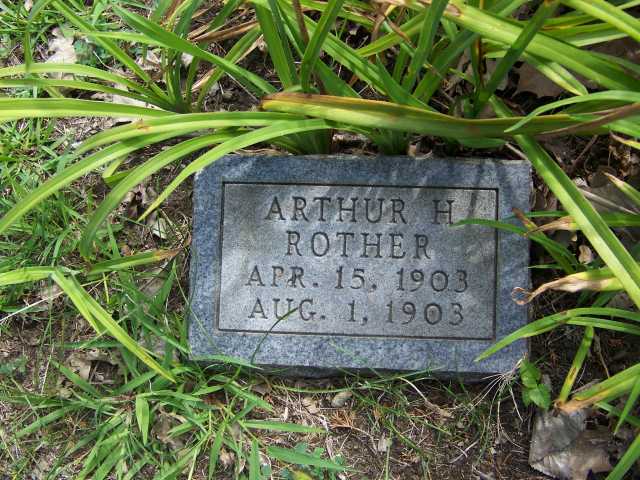 ARTHUR H
ROTHER
APR. 15, 1903
AUG. 1, 1903